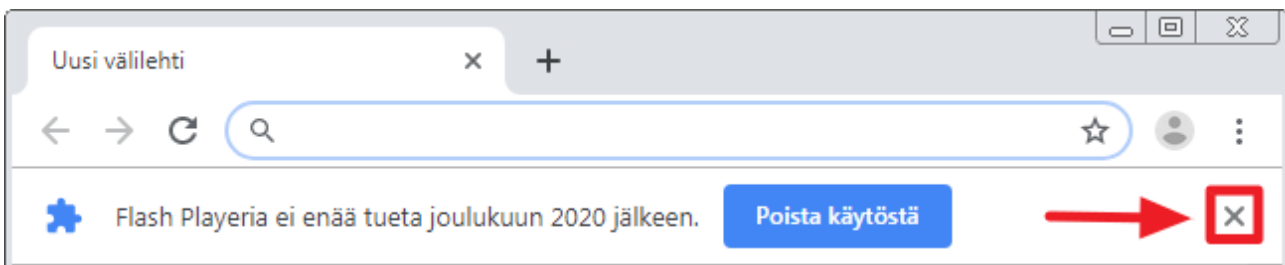 Uusi välilehti
Flash Playeria ei enää tueta joulukuun 2020 jälkeen. Poista käytöstä